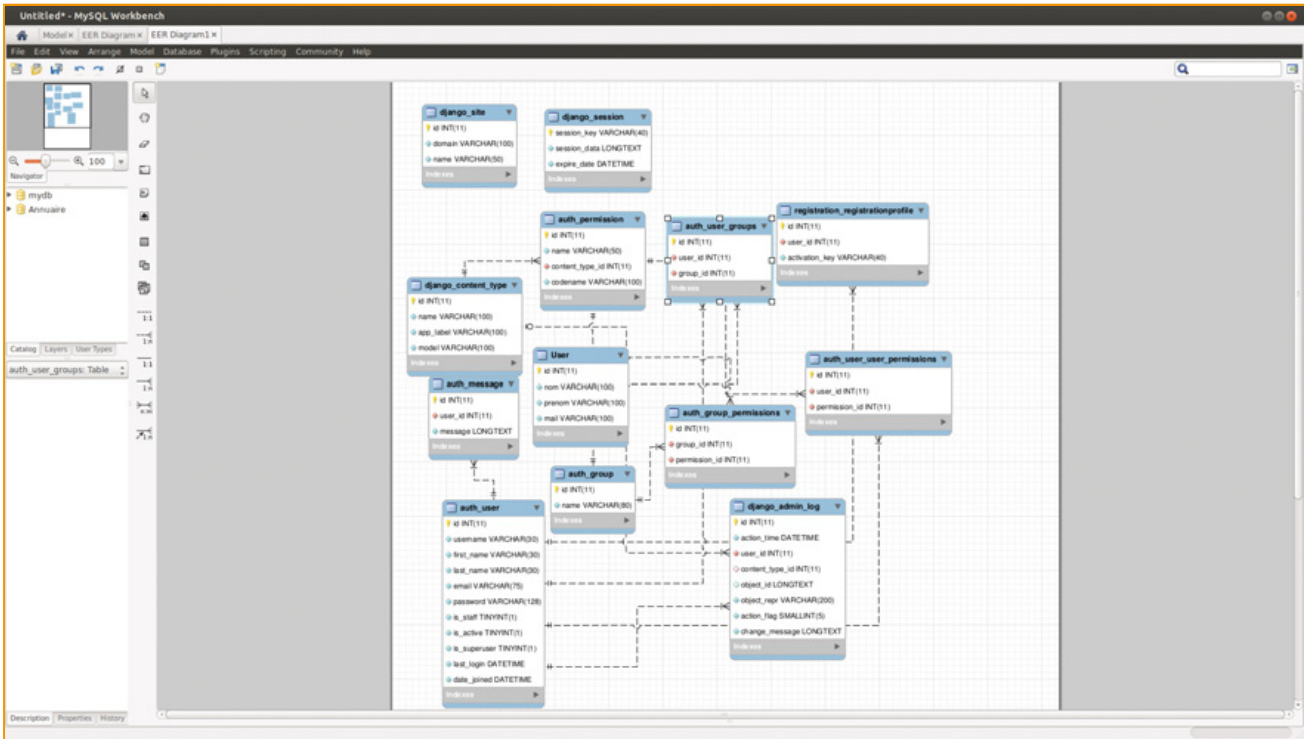 Untitled* - MySQL Workbench
Model× EER Diagram× EER Diagram1×
File Edit View Arrange Model Database Plugins Scripting Community Help
100
Navigator
mydb
Annuaire
Catalog Layers User Types
auth_user_groups: Table
Description Properties History
1:1
1:n
1:1
1:n
n:m
1:n
django_site
id INT(11)
domain VARCHAR(100)
name VARCHAR(50)
Indexes
django_session
session_key VARCHAR(40)
session_data LONGTEXT
expire_date DATETIME
Indexes
auth_permission
id INT(11)
name VARCHAR(50)
content_type_id INT(11)
codename VARCHAR(100)
Indexes
auth_user_groups
id INT(11)
user_id INT(11)
group_id INT(11)
Indexes
registration_registrationprofile
id INT(11)
user_id INT(11)
activation_key VARCHAR(40)
Indexes
django_content_type
id INT(11)
name VARCHAR(100)
app_label VARCHAR(100)
model VARCHAR(100)
Indexes
User
id INT(11)
nom VARCHAR(100)
prenom VARCHAR(100)
mail VARCHAR(100)
Indexes
auth_user_user_permissions
id INT(11)
user_id INT(11)
permission_id INT(11)
Indexes
auth_message
id INT(11)
user_id INT(11)
message LONGTEXT
Indexes
auth_group_permissions
id INT(11)
group_id INT(11)
permission_id INT(11)
Indexes
auth_group
id INT(11)
name VARCHAR(80)
Indexes
auth_user
id INT(11)
username VARCHAR(30)
first_name VARCHAR(30)
last_name VARCHAR(30)
email VARCHAR(75)
password VARCHAR(128)
is_staff TINYINT(1)
is_active TINYINT(1)
is_superuser TINYINT(1)
last_login DATETIME
date_joined DATETIME
Indexes
django_admin_log
id INT(11)
action_time DATETIME
user_id INT(11)
content_type_id INT(11)
object_id LONGTEXT
object_repr VARCHAR(200)
action_flag SMALLINT(5)
change_message LONGTEXT
Indexes